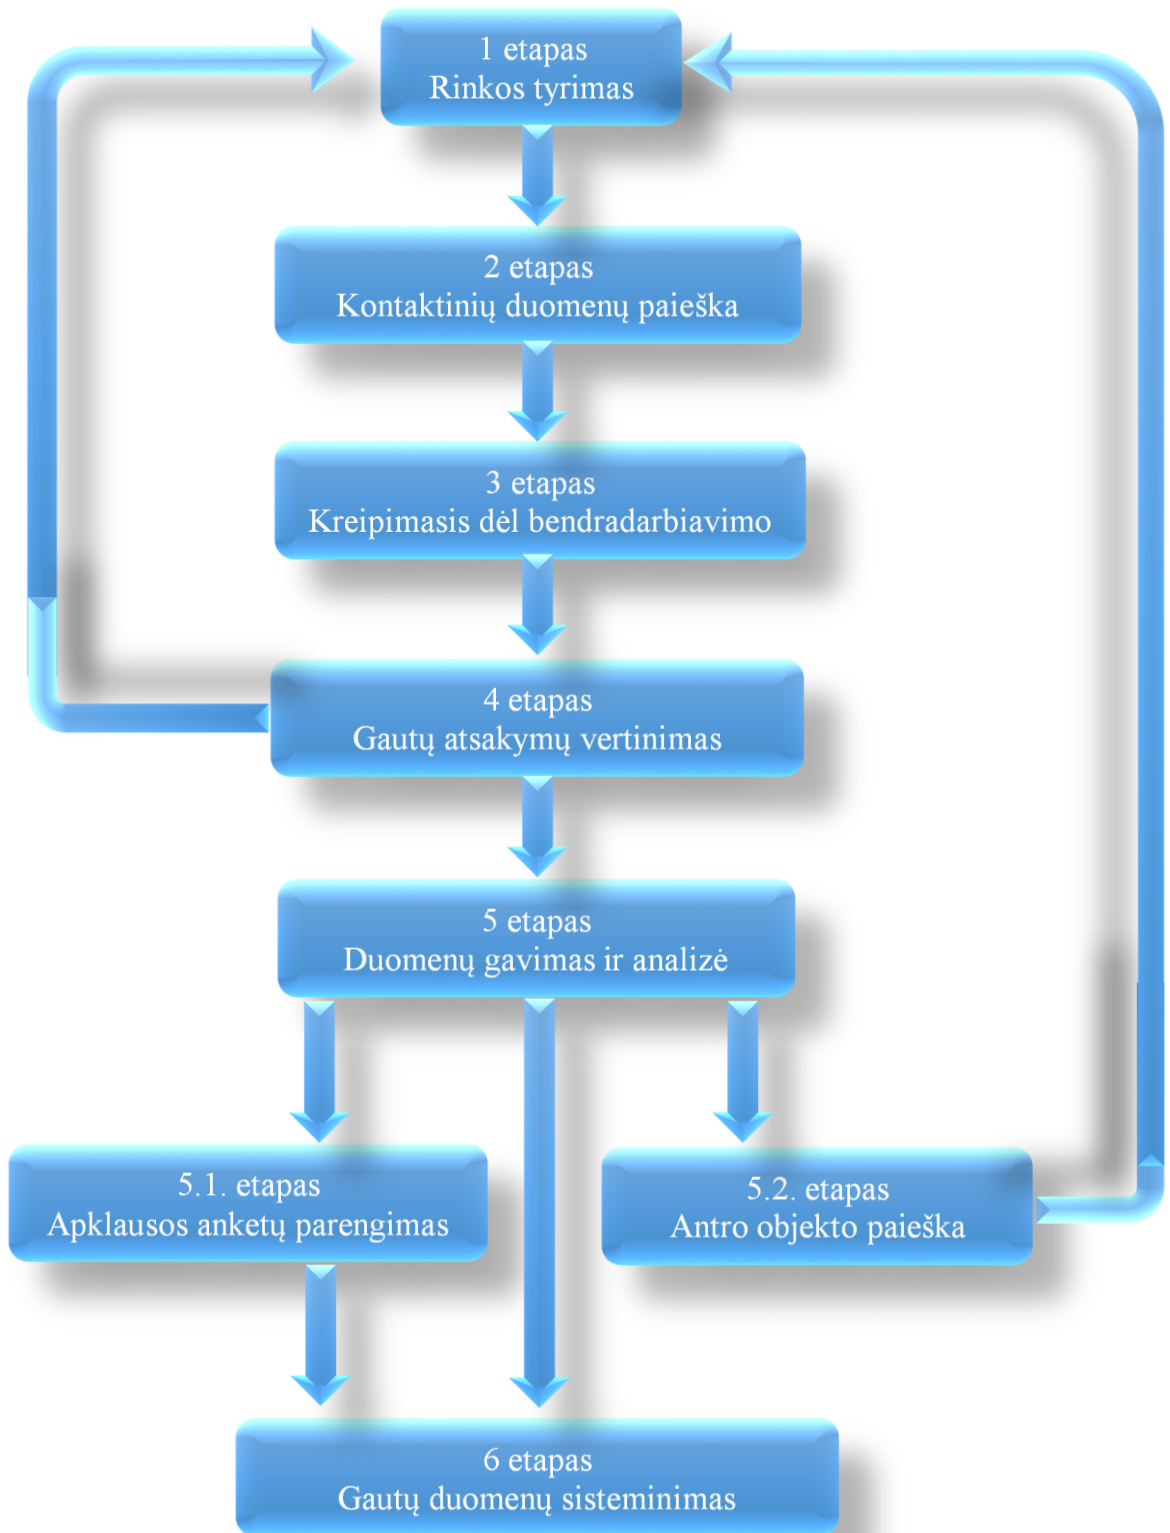 1 etapas
Rinkos tyrimas
2 etapas
Kontaktinių duomenų paieška
3 etapas
Kreipimasis dėl bendradarbiavimo
4 etapas
Gautų atsakymų vertinimas
5 etapas
Duomenų gavimas ir analizė
5.1. etapas
Apklausos anketų parengimas
5.2. etapas
Antro objekto paieška
6 etapas
Gautų duomenų sisteminimas